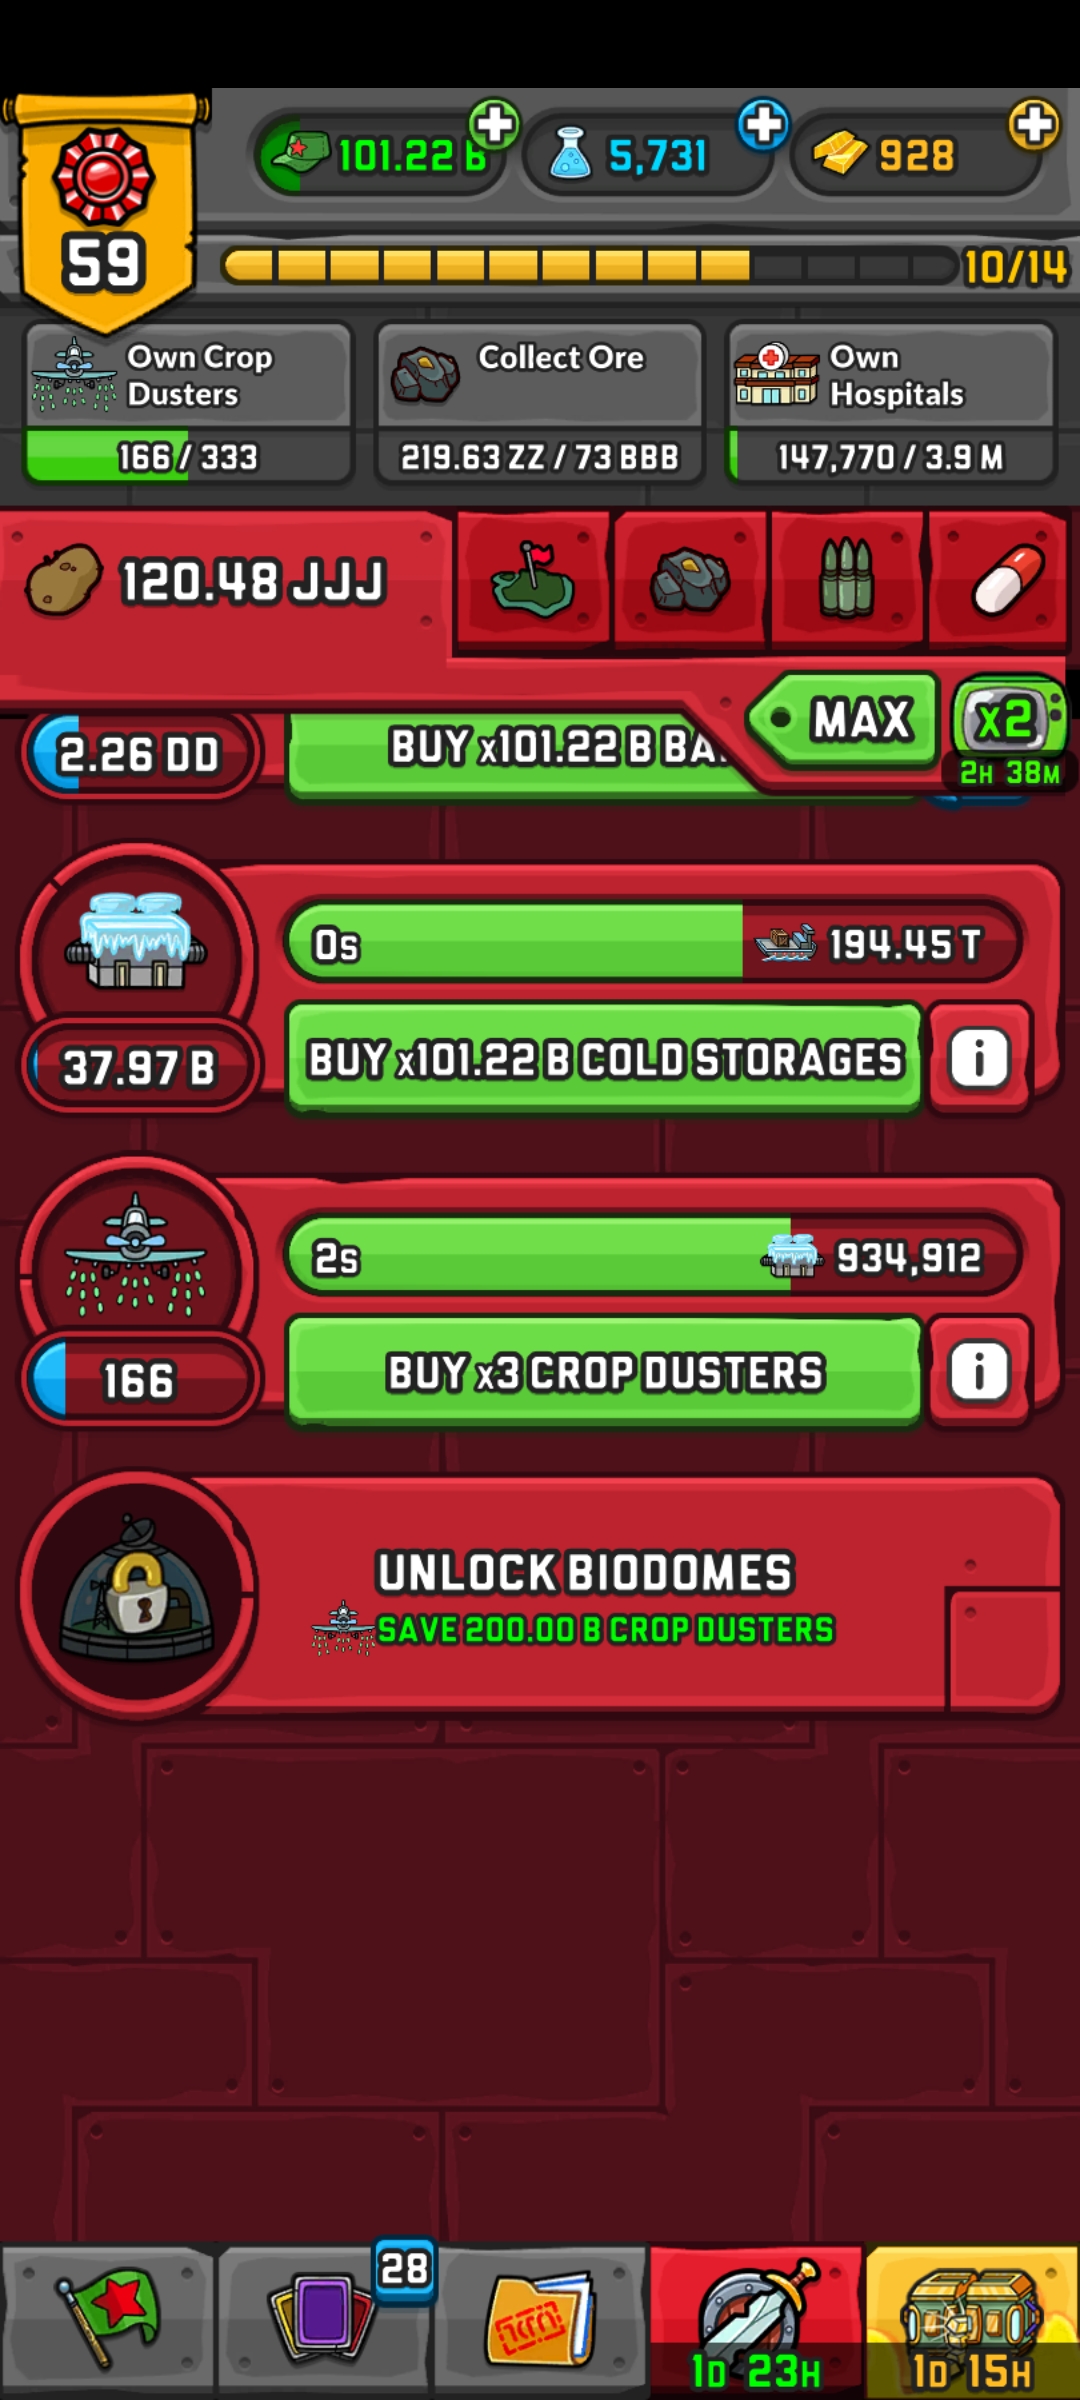 101.22 B
5,731
928
59
10/14
Own Crop
Dusters
166 / 333
Collect Ore
219.63 ZZ / 73 BBB
Own
Hospitals
147,770 / 3.9 M
120.48 JJJ
MAX
x2
2H 38M
2.26 DD
BUY x101.22 B BA
0s
194.45 T
37.97 B
BUY x101.22 B COLD STORAGES
i
2s
934,912
166
BUY x3 CROP DUSTERS
i
UNLOCK BIODOMES
SAVE 200.00 B CROP DUSTERS
28
1D 23H
1D 15H